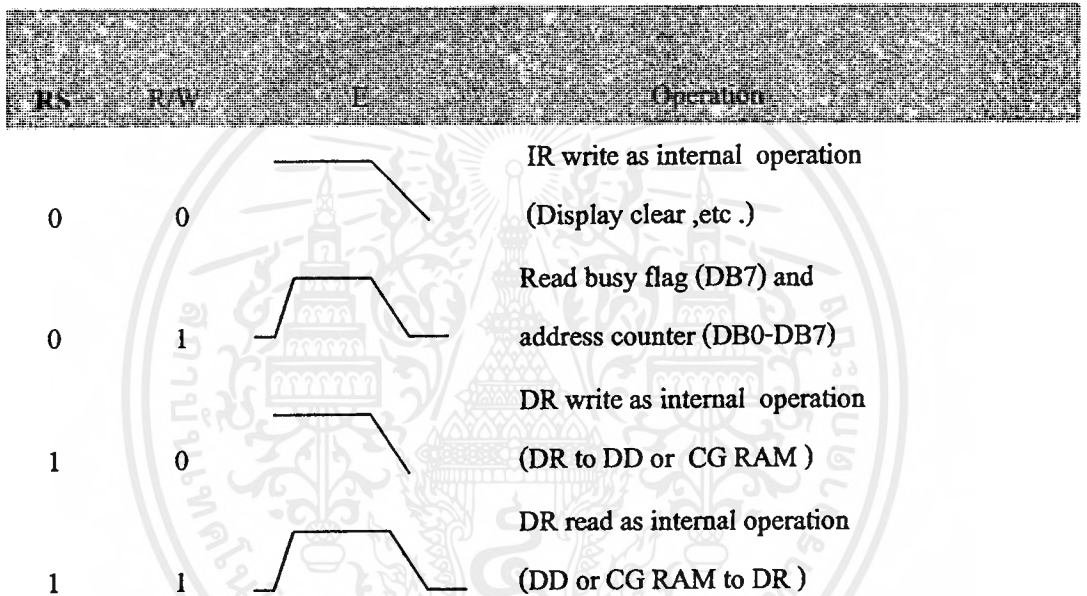 RS R/W E Operation
IR write as internal operation
0 0 (Display clear ,etc .)
Read busy flag (DB7) and
0 1 address counter (DB0-DB7)
DR write as internal operation
1 0 (DR to DD or CG RAM )
DR read as internal operation
1 1 (DD or CG RAM to DR )